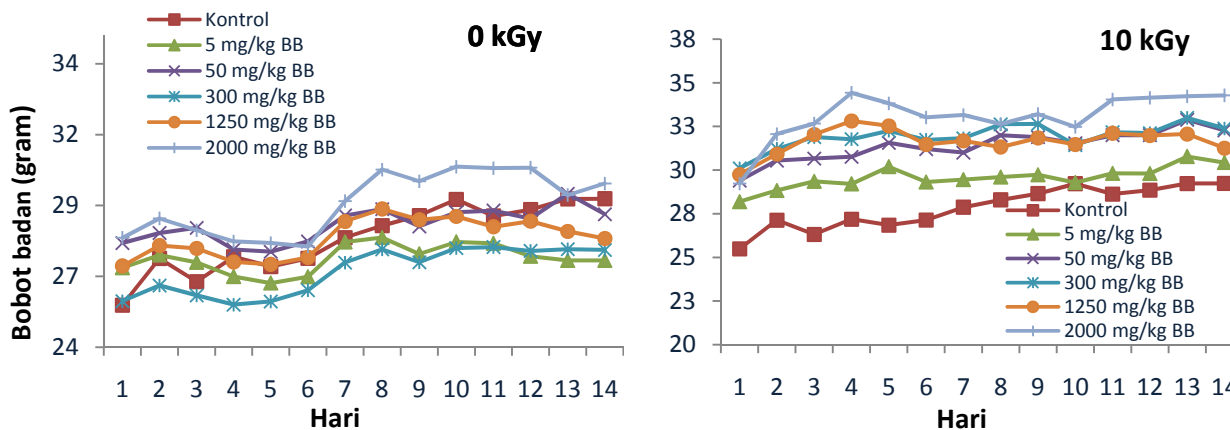 Kontrol
5 mg/kg BB
50 mg/kg BB
300 mg/kg BB
1250 mg/kg BB
2000 mg/kg BB
0 kGy
Bobot badan (gram)
34
32
29
27
24
1 2 3 4 5 6 7 8 9 10 11 12 13 14
Hari
10 kGy
38
35
33
30
28
25
23
20
Kontrol
5 mg/kg BB
50 mg/kg BB
300 mg/kg BB
1250 mg/kg BB
2000 mg/kg BB
1 2 3 4 5 6 7 8 9 10 11 12 13 14
Hari